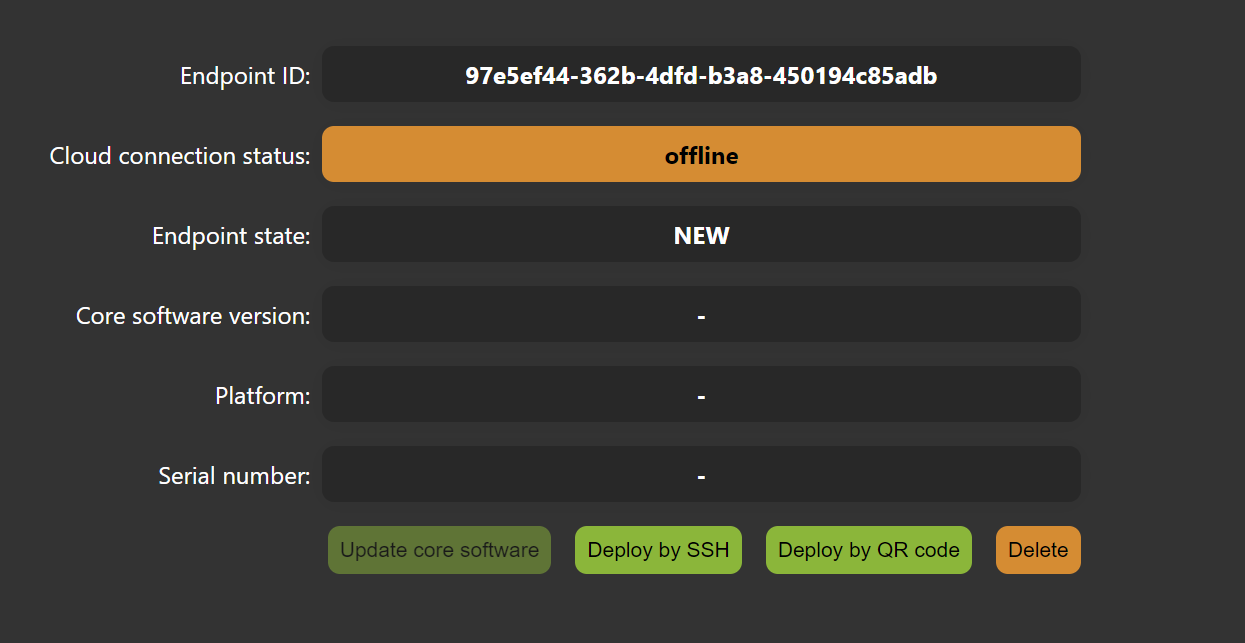 Endpoint ID: 97e5ef44-362b-4dfd-b3a8-450194c85adb
Cloud connection status: offline
Endpoint state: NEW
Core software version: -
Platform: -
Serial number: -
Update core software Deploy by SSH Deploy by QR code Delete